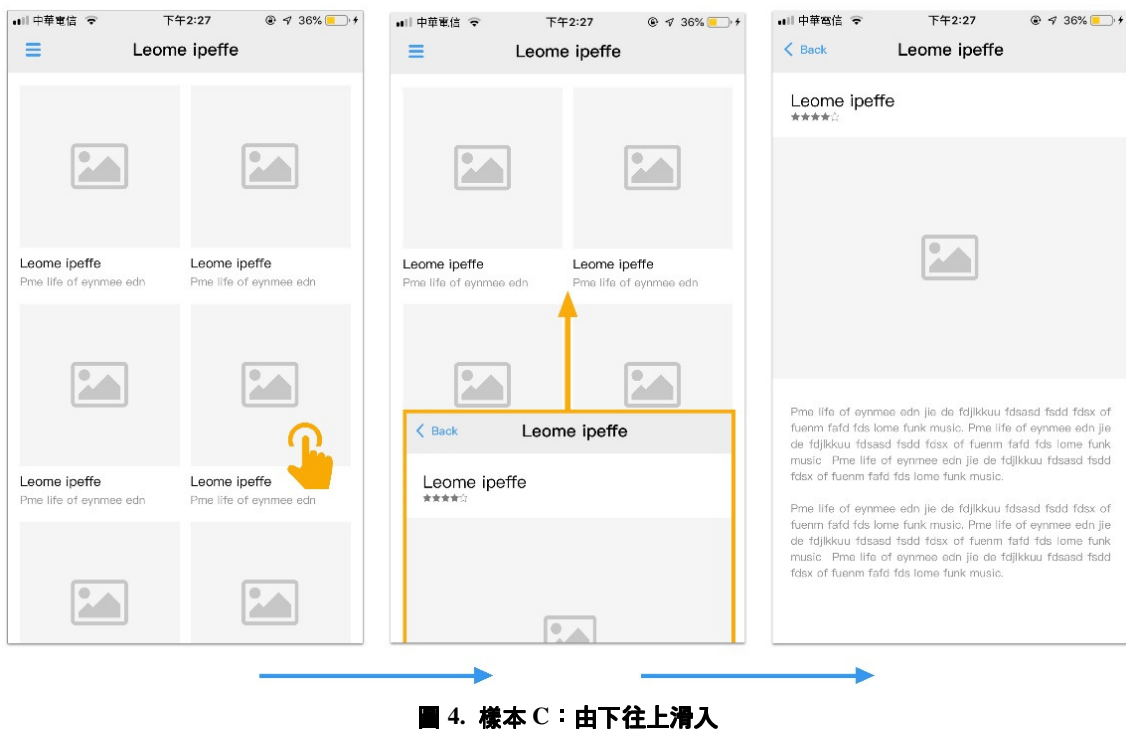 中華電信 下午2:27 36%
Leome ipeffe
Leome ipeffe
Pme life of eynmee edn
Leome ipeffe
Pme life of eynmee edn
Leome ipeffe
Pme life of eynmee edn
Leome ipeffe
Pme life of eynmee edn
中華電信 下午2:27 36%
Leome ipeffe
Leome ipeffe
Pme life of eynmee edn
Leome ipeffe
Pme life of eynmee edn
Back Leome ipeffe
Leome ipeffe
★★★★☆
中華電信 下午2:27 36%
Back Leome ipeffe
Leome ipeffe
★★★★☆
Pme life of eynmee edn jie de fdjlkkuu fdsasd fsdd fdsx of
fuenm fafd fds lome funk music. Pme life of eynmee edn jie
de fdjlkkuu fdsasd fsdd fdsx of fuenm fafd fds lome funk
music Pme life of eynmee edn jie de fdjlkkuu fdsasd fsdd
fdsx of fuenm fafd fds lome funk music.
Pme life of eynmee edn jie de fdjlkkuu fdsasd fsdd fdsx of
fuenm fafd fds lome funk music. Pme life of eynmee edn jie
de fdjlkkuu fdsasd fsdd fdsx of fuenm fafd fds lome funk
music Pme life of eynmee edn jie de fdjlkkuu fdsasd fsdd
fdsx of fuenm fafd fds lome funk music.
圖 4. 樣本 C：由下往上滑入